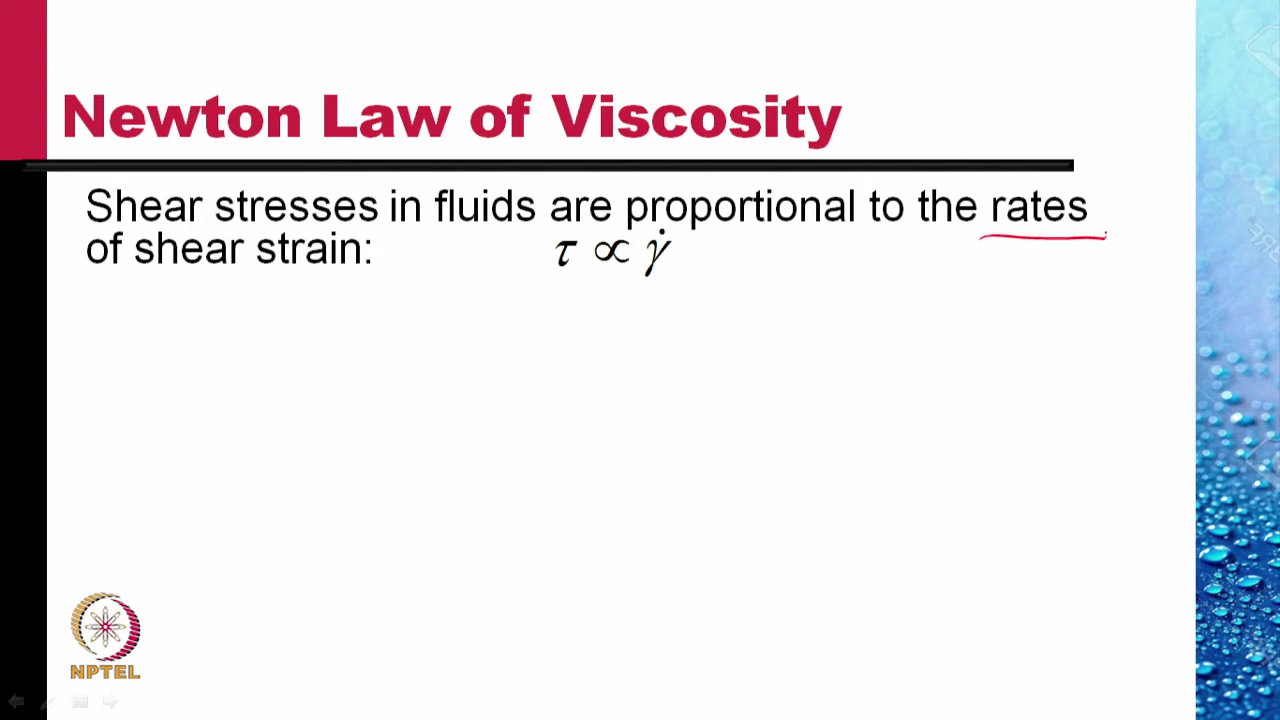 Newton Law of Viscosity
Shear stresses in fluids are proportional to the rates
of shear strain: τ ∝ γ̇
NPTEL